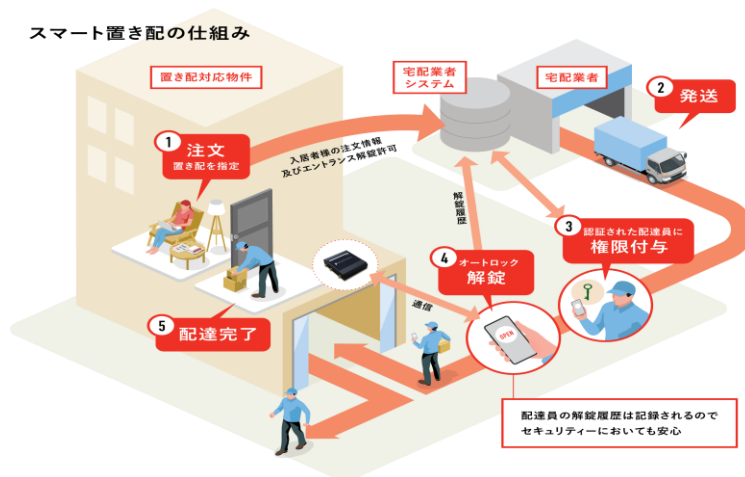 スマート置き配の仕組み
置き配対応物件
宅配業者
システム
宅配業者
2
発送
1
注文
置き配を指定
入居者様の注文情報
及びエントランス解錠許可
解錠履歴
3
認証された配達員に
権限付与
4
オートロック
解錠
通信
5
配達完了
OPEN
配達員の解錠履歴は記録されるので
セキュリティーにおいても安心